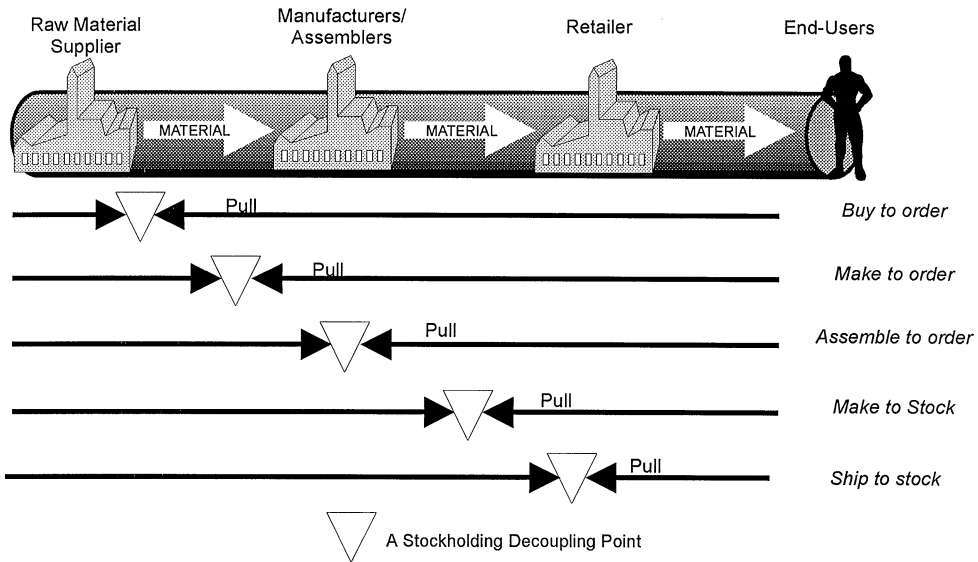 Raw Material
Supplier
Manufacturers/
Assemblers
Retailer
End-Users
MATERIAL
MATERIAL
MATERIAL
Pull
Buy to order
Pull
Make to order
Pull
Assemble to order
Pull
Make to Stock
Pull
Ship to stock
A Stockholding Decoupling Point